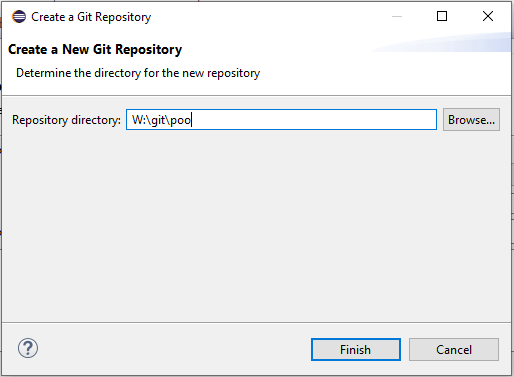 Create a Git Repository
Create a New Git Repository
Determine the directory for the new repository
Repository directory: W:\git\poo Browse...
? Finish Cancel